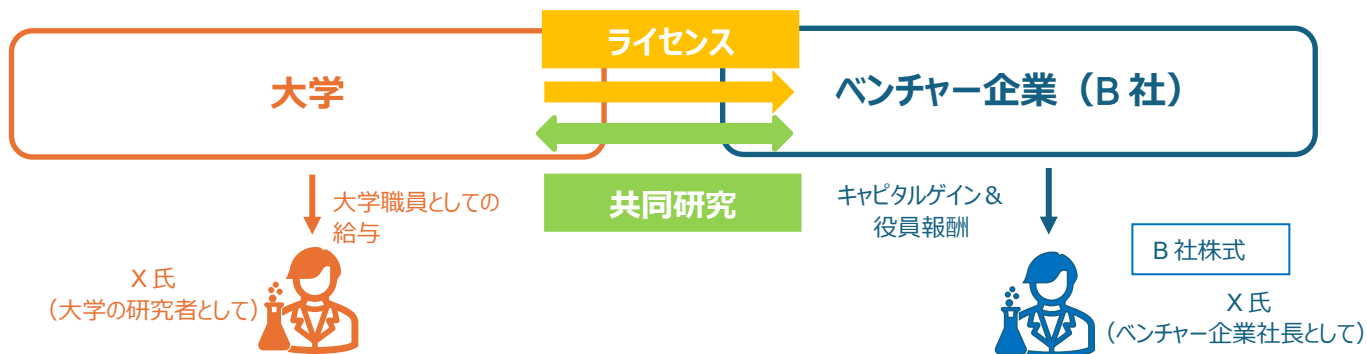 ライセンス
大学
ベンチャー企業（B 社）
共同研究
大学職員としての
給与
キャピタルゲイン＆
役員報酬
X 氏
（大学の研究者として）
B 社株式
X 氏
（ベンチャー企業社長として）